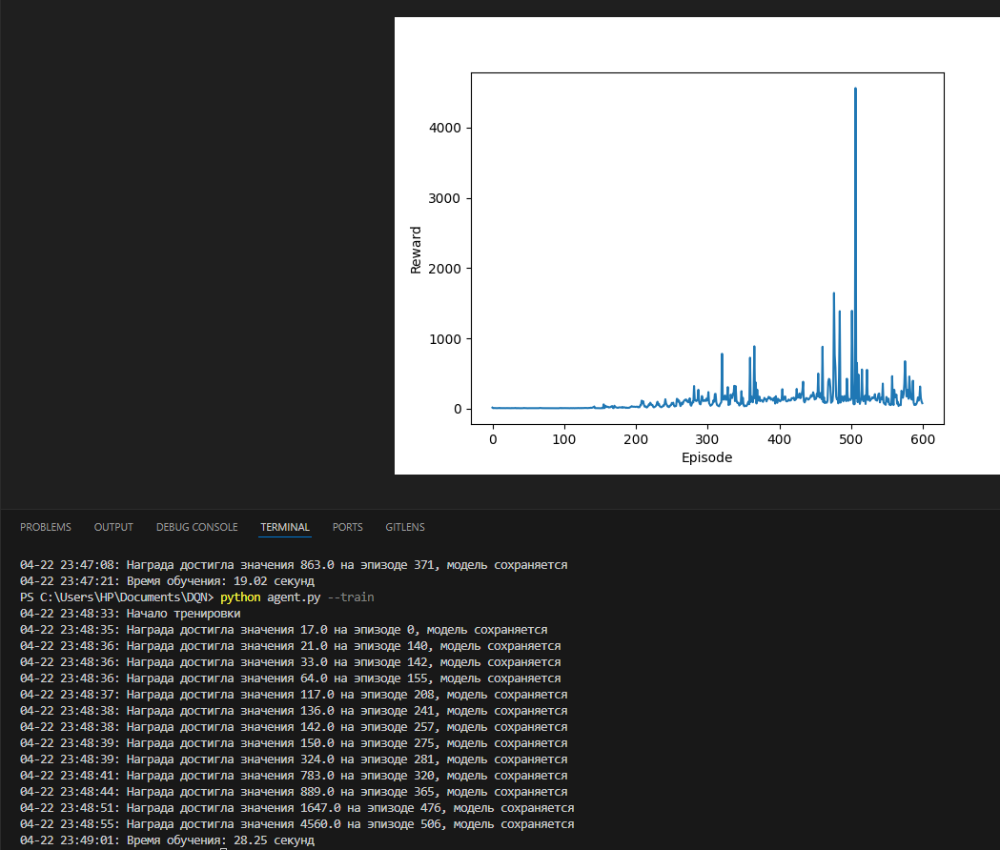 4000
3000
2000
1000
0
Reward
0 100 200 300 400 500 600
Episode
PROBLEMS OUTPUT DEBUG CONSOLE TERMINAL PORTS GITLENS
04-22 23:47:08: Награда достигла значения 863.0 на эпизоде 371, модель сохраняется
04-22 23:47:21: Время обучения: 19.02 секунд
PS C:\Users\HP\Documents\DQN> python agent.py --train
04-22 23:48:33: Начало тренировки
04-22 23:48:35: Награда достигла значения 17.0 на эпизоде 0, модель сохраняется
04-22 23:48:36: Награда достигла значения 21.0 на эпизоде 140, модель сохраняется
04-22 23:48:36: Награда достигла значения 33.0 на эпизоде 142, модель сохраняется
04-22 23:48:36: Награда достигла значения 64.0 на эпизоде 155, модель сохраняется
04-22 23:48:37: Награда достигла значения 117.0 на эпизоде 208, модель сохраняется
04-22 23:48:38: Награда достигла значения 136.0 на эпизоде 241, модель сохраняется
04-22 23:48:38: Награда достигла значения 142.0 на эпизоде 257, модель сохраняется
04-22 23:48:39: Награда достигла значения 150.0 на эпизоде 275, модель сохраняется
04-22 23:48:39: Награда достигла значения 324.0 на эпизоде 281, модель сохраняется
04-22 23:48:41: Награда достигла значения 783.0 на эпизоде 320, модель сохраняется
04-22 23:48:44: Награда достигла значения 889.0 на эпизоде 365, модель сохраняется
04-22 23:48:51: Награда достигла значения 1647.0 на эпизоде 476, модель сохраняется
04-22 23:48:55: Награда достигла значения 4560.0 на эпизоде 506, модель сохраняется
04-22 23:49:01: Время обучения: 28.25 секунд